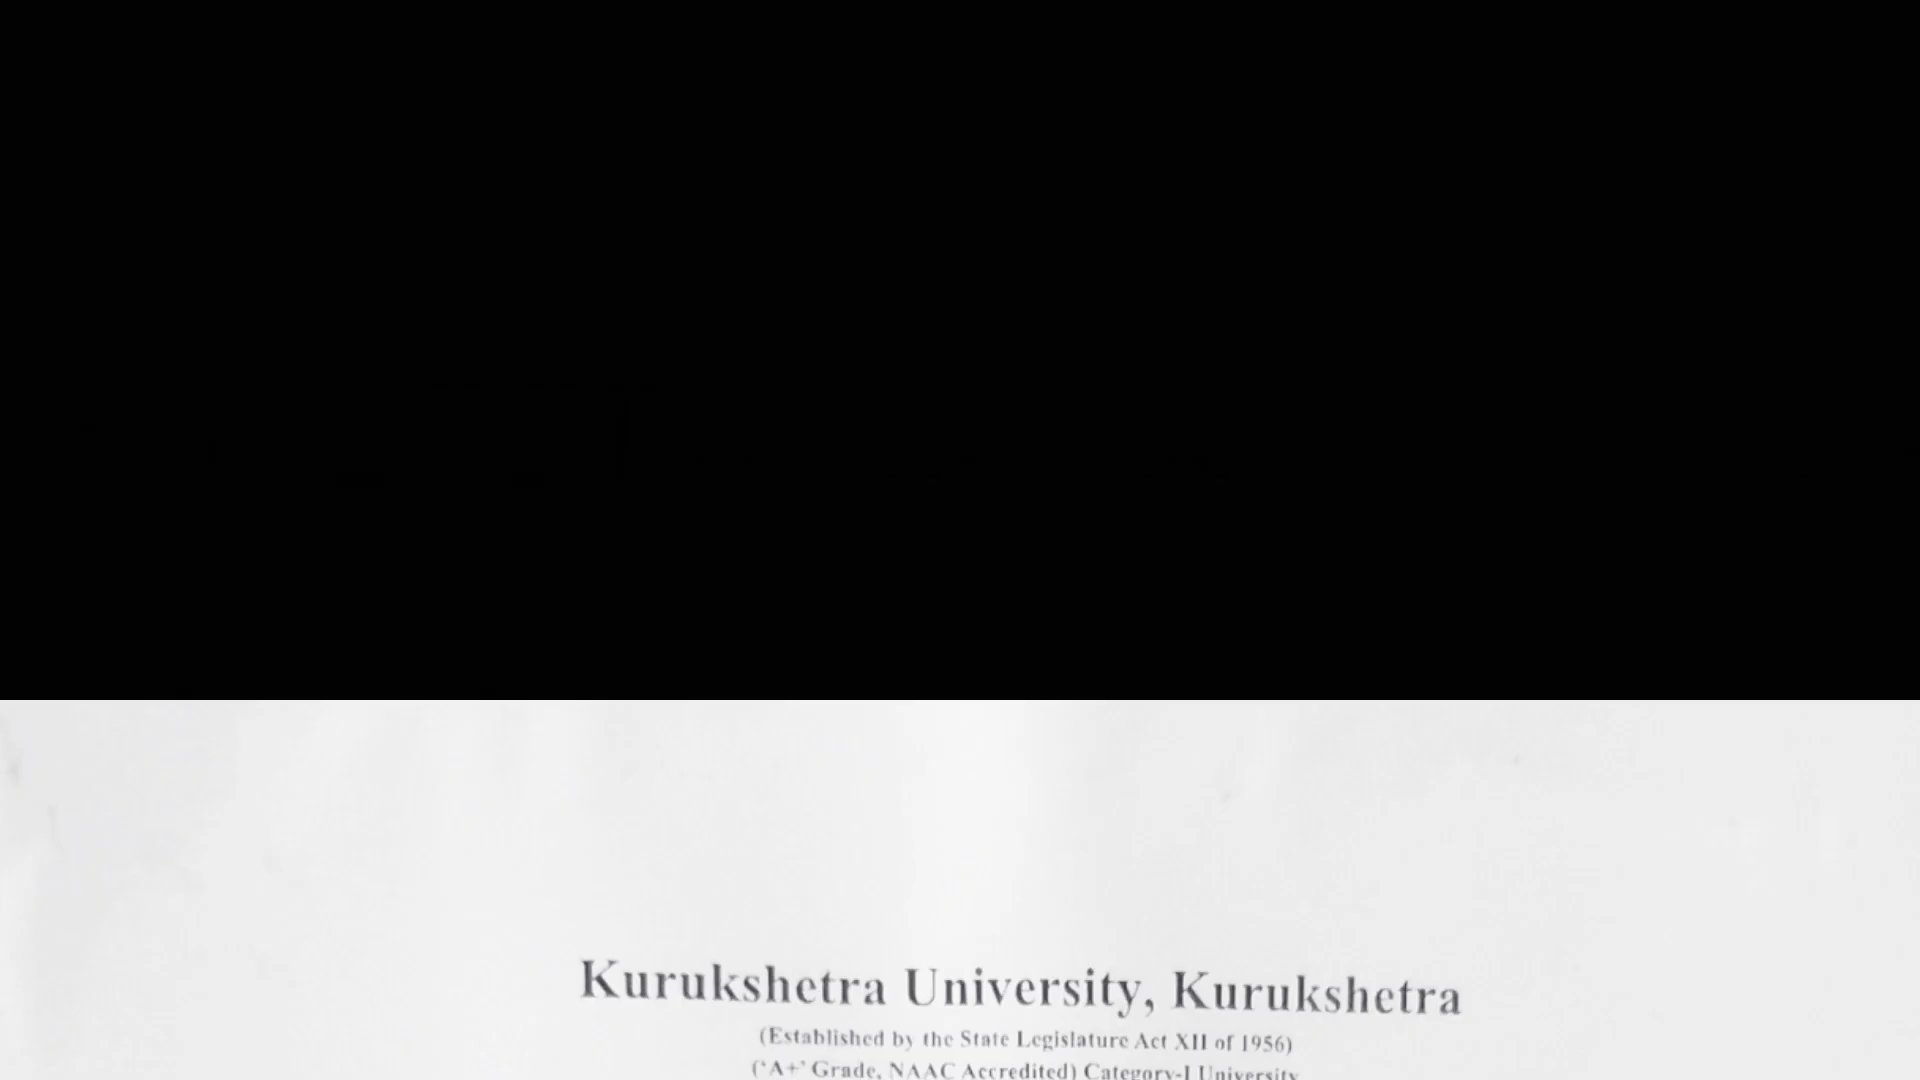 Kurukshetra University, Kurukshetra
(Established by the State Legislature Act XII of 1956)
('A+' Grade, NAAC Accredited) Category-I University